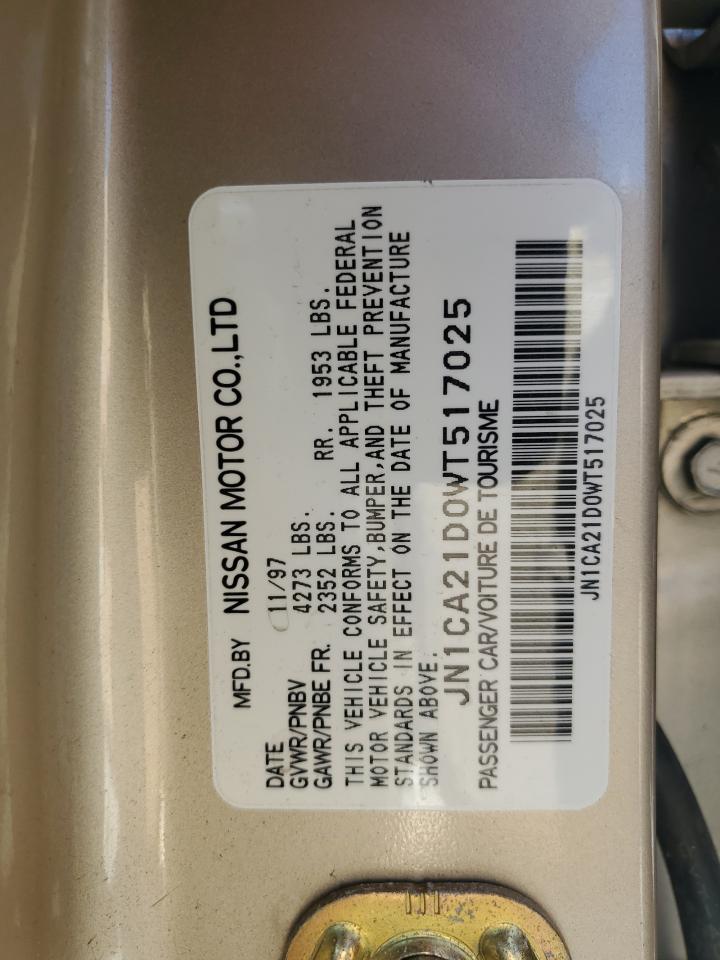 MFD.BY NISSAN MOTOR CO.,LTD
DATE 11/97
GVWR/PNBV 4273 LBS.
GAWR/PNBE FR. 2352 LBS. RR. 1953 LBS.
THIS VEHICLE CONFORMS TO ALL APPLICABLE FEDERAL
MOTOR VEHICLE SAFETY,BUMPER,AND THEFT PREVENTION
STANDARDS IN EFFECT ON THE DATE OF MANUFACTURE
SHOWN ABOVE.
JN1CA21D0WT517025
PASSENGER CAR/VOITURE DE TOURISME
JN1CA21D0WT517025